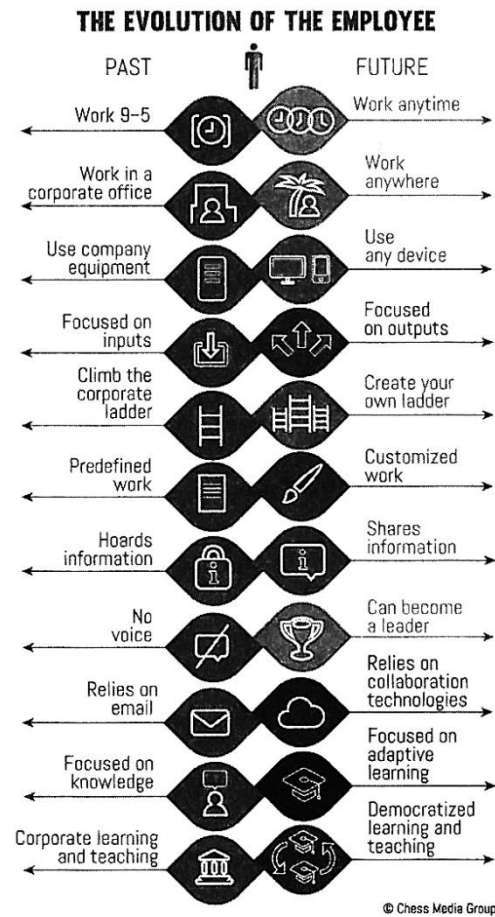 THE EVOLUTION OF THE EMPLOYEE
PAST
FUTURE
Work 9–5
Work anytime
Work in a
corporate office
Work
anywhere
Use company
equipment
Use
any device
Focused on
inputs
Focused
on outputs
Climb the
corporate
ladder
Create your
own ladder
Predefined
work
Customized
work
Hoards
information
Shares
information
No
voice
Can become
a leader
Relies on
email
Relies on
collaboration
technologies
Focused on
knowledge
Focused on
adaptive
learning
Corporate learning
and teaching
Democratized
learning and
teaching
© Chess Media Group